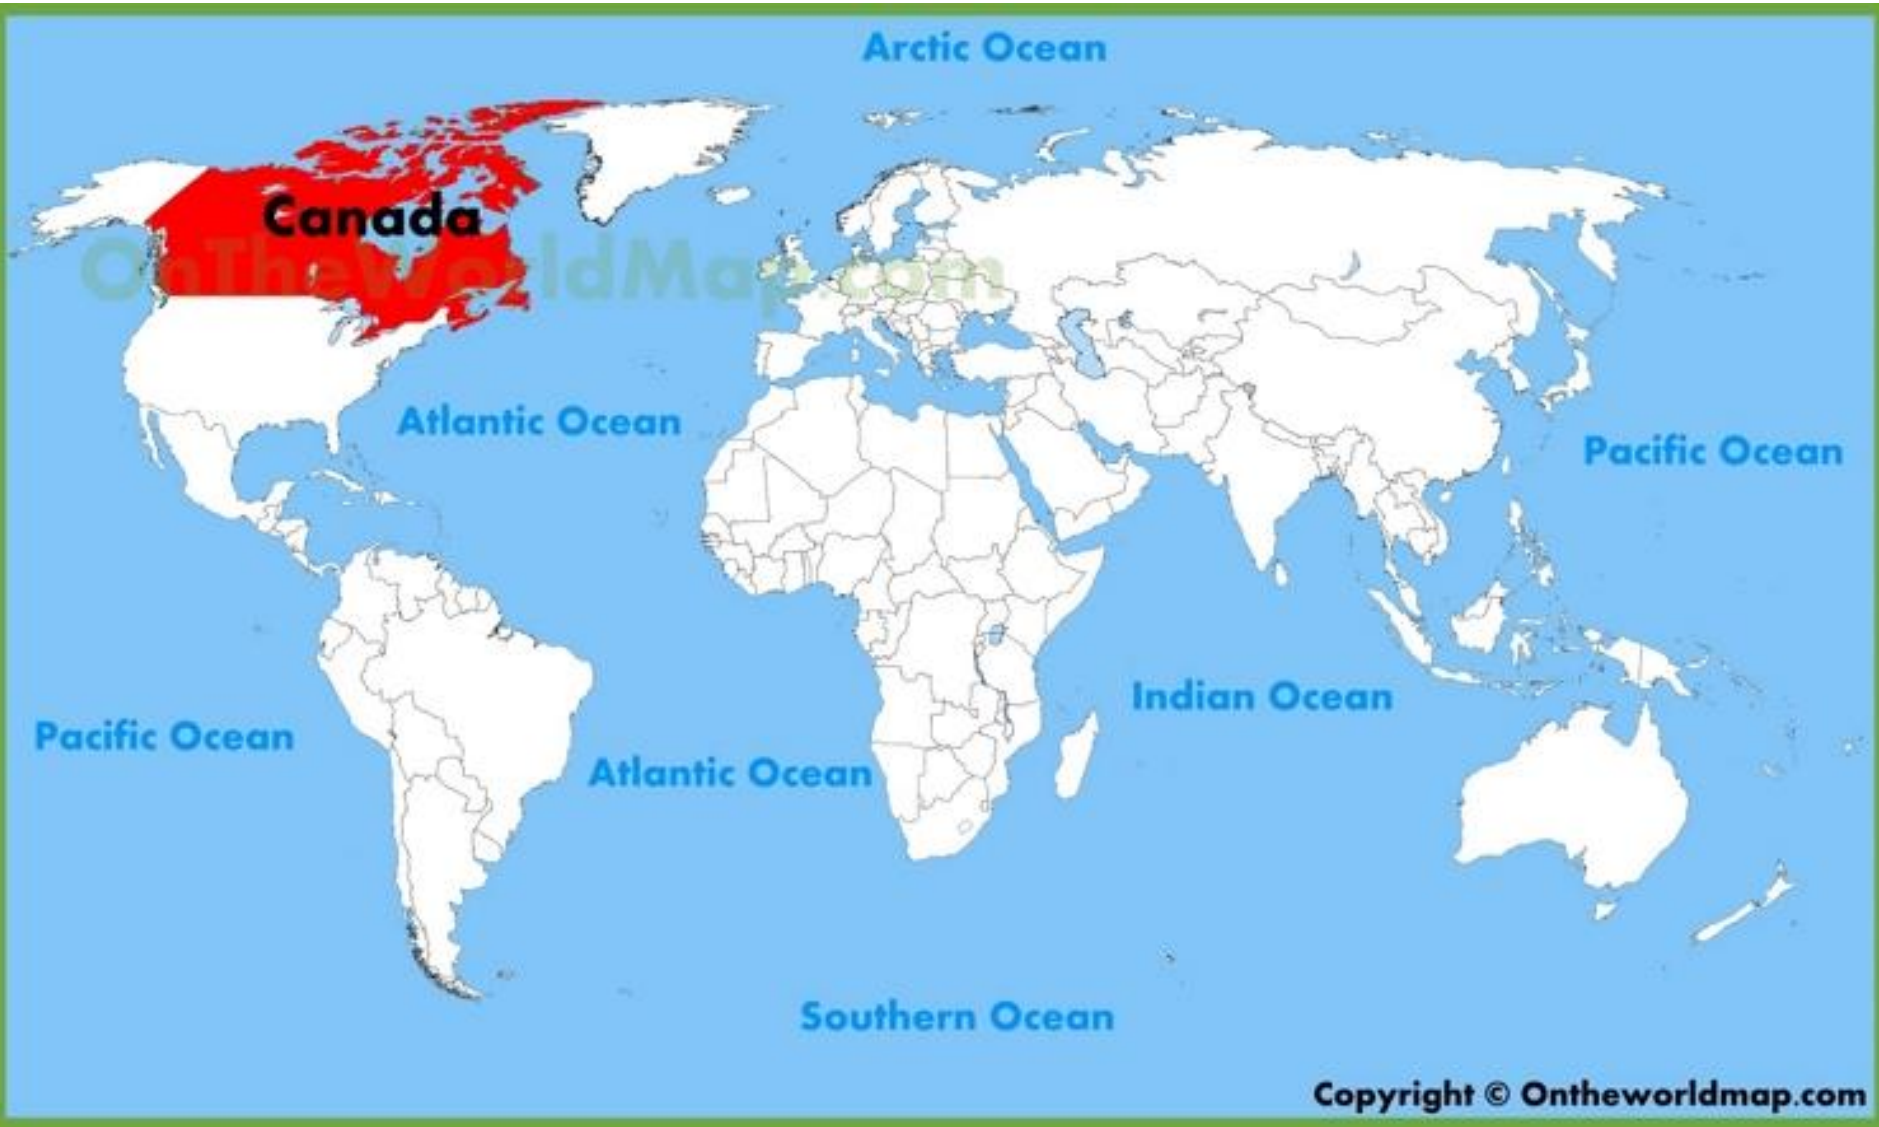 Arctic Ocean
Canada
OnTheWorldMap.com
Atlantic Ocean
Pacific Ocean
Indian Ocean
Pacific Ocean
Atlantic Ocean
Southern Ocean
Copyright © Ontheworldmap.com